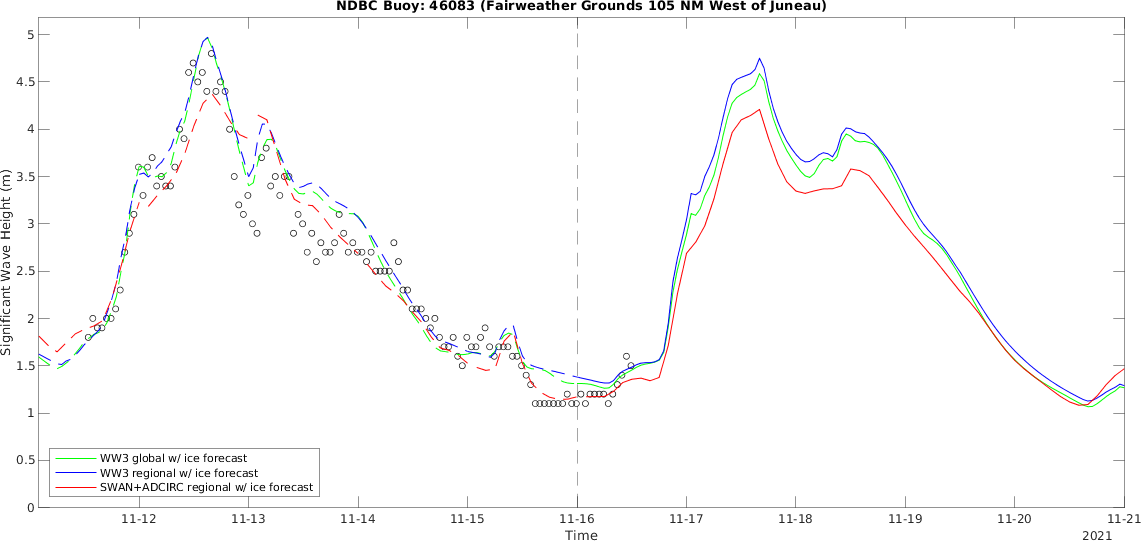 NDBC Buoy: 46083 (Fairweather Grounds 105 NM West of Juneau)
5
4.5
4
3.5
3
2.5
2
1.5
1
0.5
0
Significant Wave Height (m)
WW3 global w/ ice forecast
WW3 regional w/ ice forecast
SWAN+ADCIRC regional w/ ice forecast
11-12 11-13 11-14 11-15 11-16 11-17 11-18 11-19 11-20 11-21
Time
2021